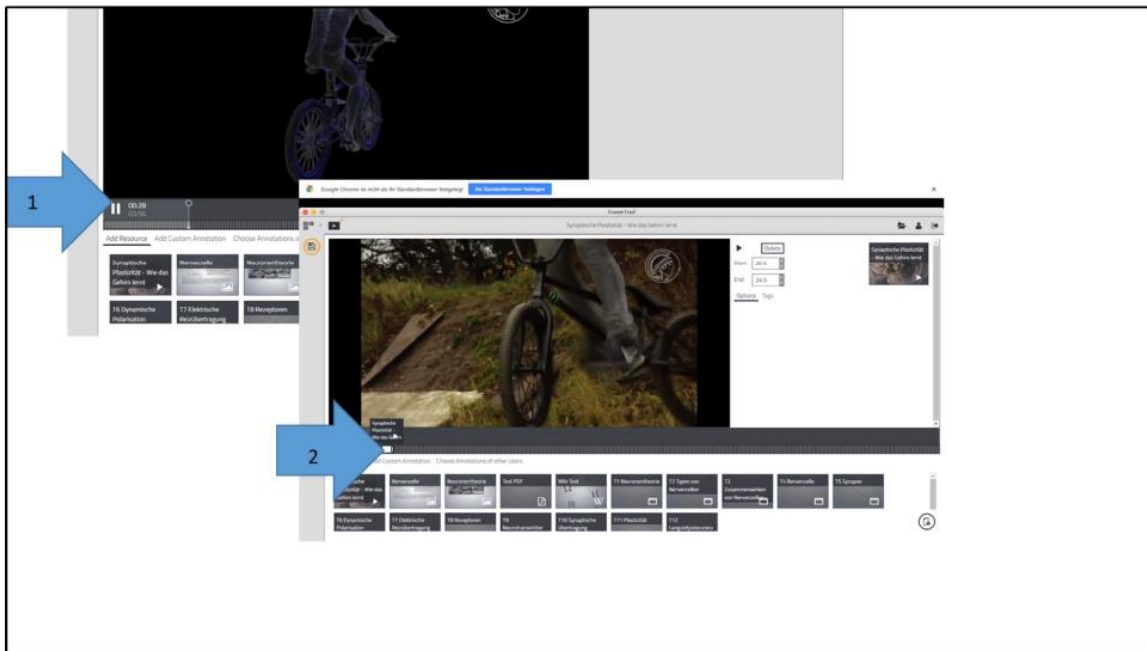 1
00:28
03:56
Add Resource Add Custom Annotation Choose Annotations o
Synaptische
Plastizität - Wie das
Gehirn lernt
Nervenzelle
Neuronentheorie
T6 Dynamische
Polarisation
T7 Elektrische
Reizübertragung
T8 Rezeptoren
Google Chrome ist nicht als Ihr Standardbrowser festgelegt
Als Standardbrowser festlegen
FrameTrail
Synaptische Plastizität - Wie das Gehirn lernt
Delete
Start
End
Options Tags
Synaptische Plastizität
- Wie das Gehirn lernt
Synaptische
Plastizität -
Wie das Gehirn
2
Custom Annotation Choose Annotations of other Users
Nervenzelle
Neuronentheorie
Test PDF
Wiki Test
T1 Neuronentheorie
T2 Typen von
Nervenzellen
T3
Zusammenwirken
von Nervenzellen
T4 Nervenzelle
T5 Synapse
T6 Dynamische
Polarisation
T7 Elektrische
Reizübertragung
T8 Rezeptoren
T9
Neurotransmitter
T10 Synaptische
Übertragung
T11 Plastizität
T12